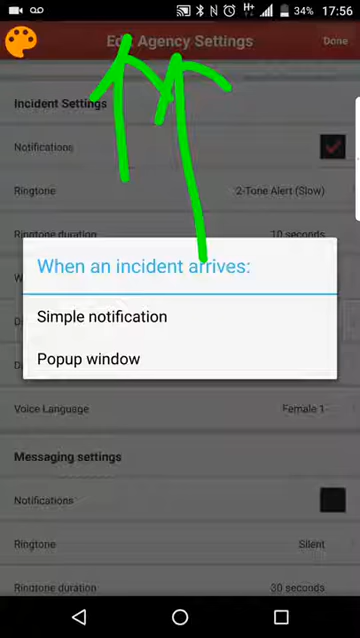 34% 17:56
Edit Agency Settings Done
Incident Settings
Notifications
Ringtone 2-Tone Alert (Slow)
Ringtone duration 10 seconds
When an incident arrives:
W
Simple notification
D
Popup window
D
Voice Language Female 1
Messaging settings
Notifications
Ringtone Silent
Ringtone duration 30 seconds